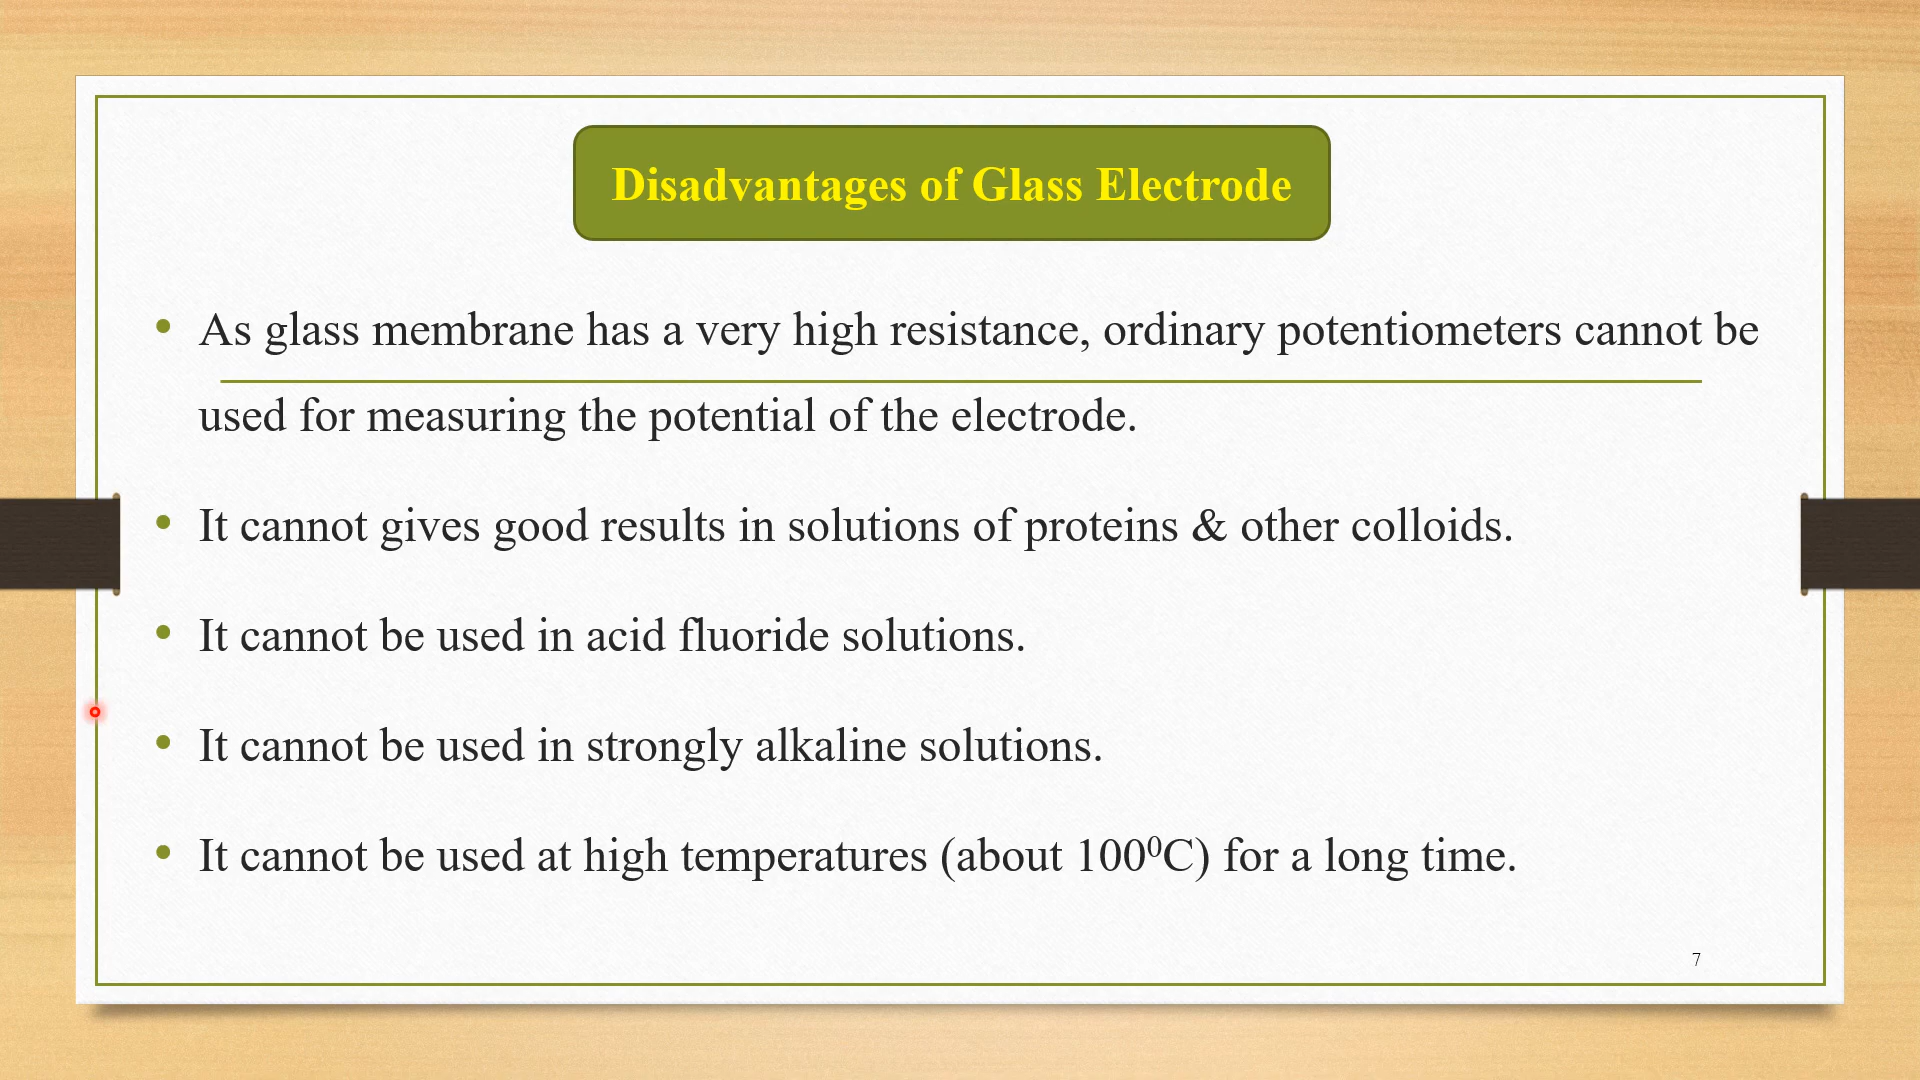 Disadvantages of Glass Electrode
• As glass membrane has a very high resistance, ordinary potentiometers cannot be
used for measuring the potential of the electrode.
• It cannot gives good results in solutions of proteins & other colloids.
• It cannot be used in acid fluoride solutions.
• It cannot be used in strongly alkaline solutions.
• It cannot be used at high temperatures (about 100⁰C) for a long time.
7